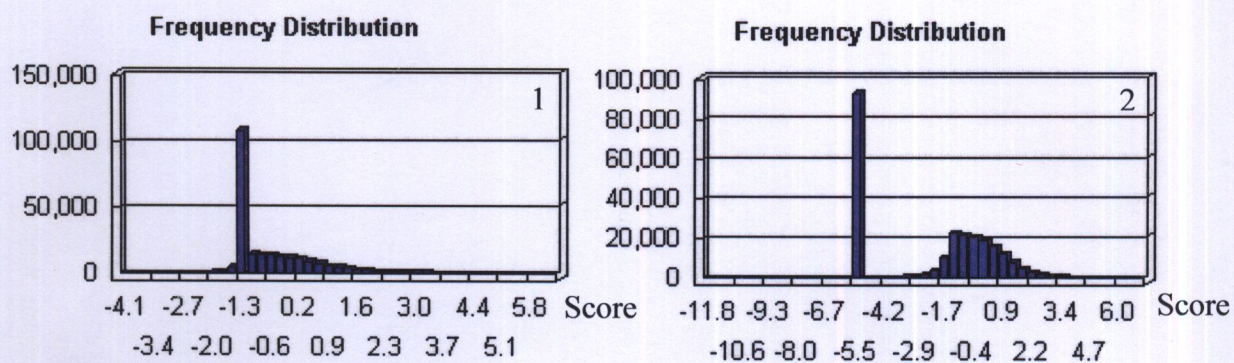 Frequency Distribution
150,000
100,000
50,000
0
1
-4.1 -2.7 -1.3 0.2 1.6 3.0 4.4 5.8 Score
-3.4 -2.0 -0.6 0.9 2.3 3.7 5.1
Frequency Distribution
100,000
80,000
60,000
40,000
20,000
0
2
-11.8 -9.3 -6.7 -4.2 -1.7 0.9 3.4 6.0 Score
-10.6 -8.0 -5.5 -2.9 -0.4 2.2 4.7